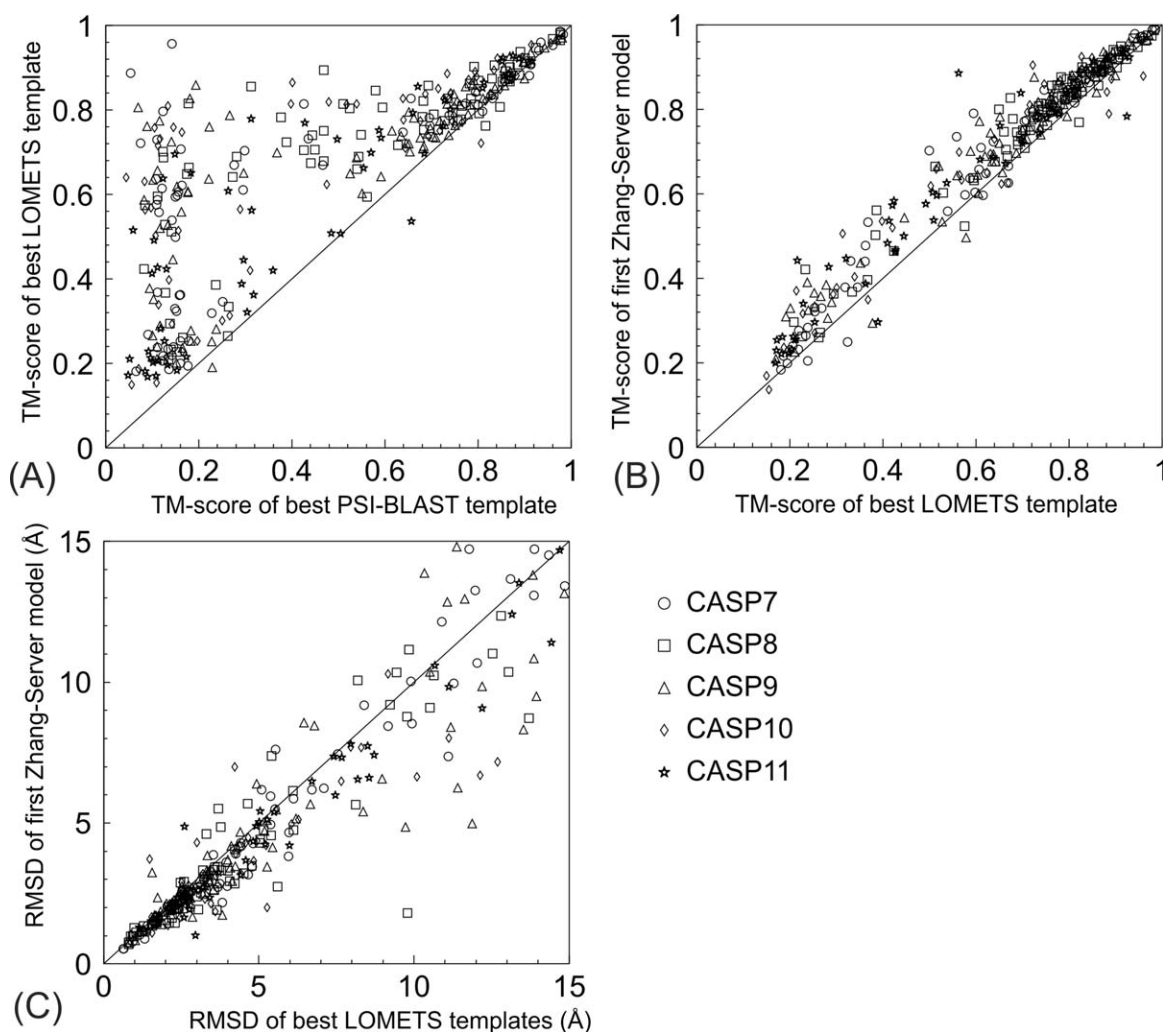 (A)
TM-score of best LOMETS template
1
0.8
0.6
0.4
0.2
0
0 0.2 0.4 0.6 0.8 1
TM-score of best PSI-BLAST template
(B)
TM-score of first Zhang-Server model
1
0.8
0.6
0.4
0.2
0
0 0.2 0.4 0.6 0.8 1
TM-score of best LOMETS template
(C)
RMSD of first Zhang-Server model (Å)
15
10
5
0
0 5 10 15
RMSD of best LOMETS templates (Å)
CASP7
CASP8
CASP9
CASP10
CASP11